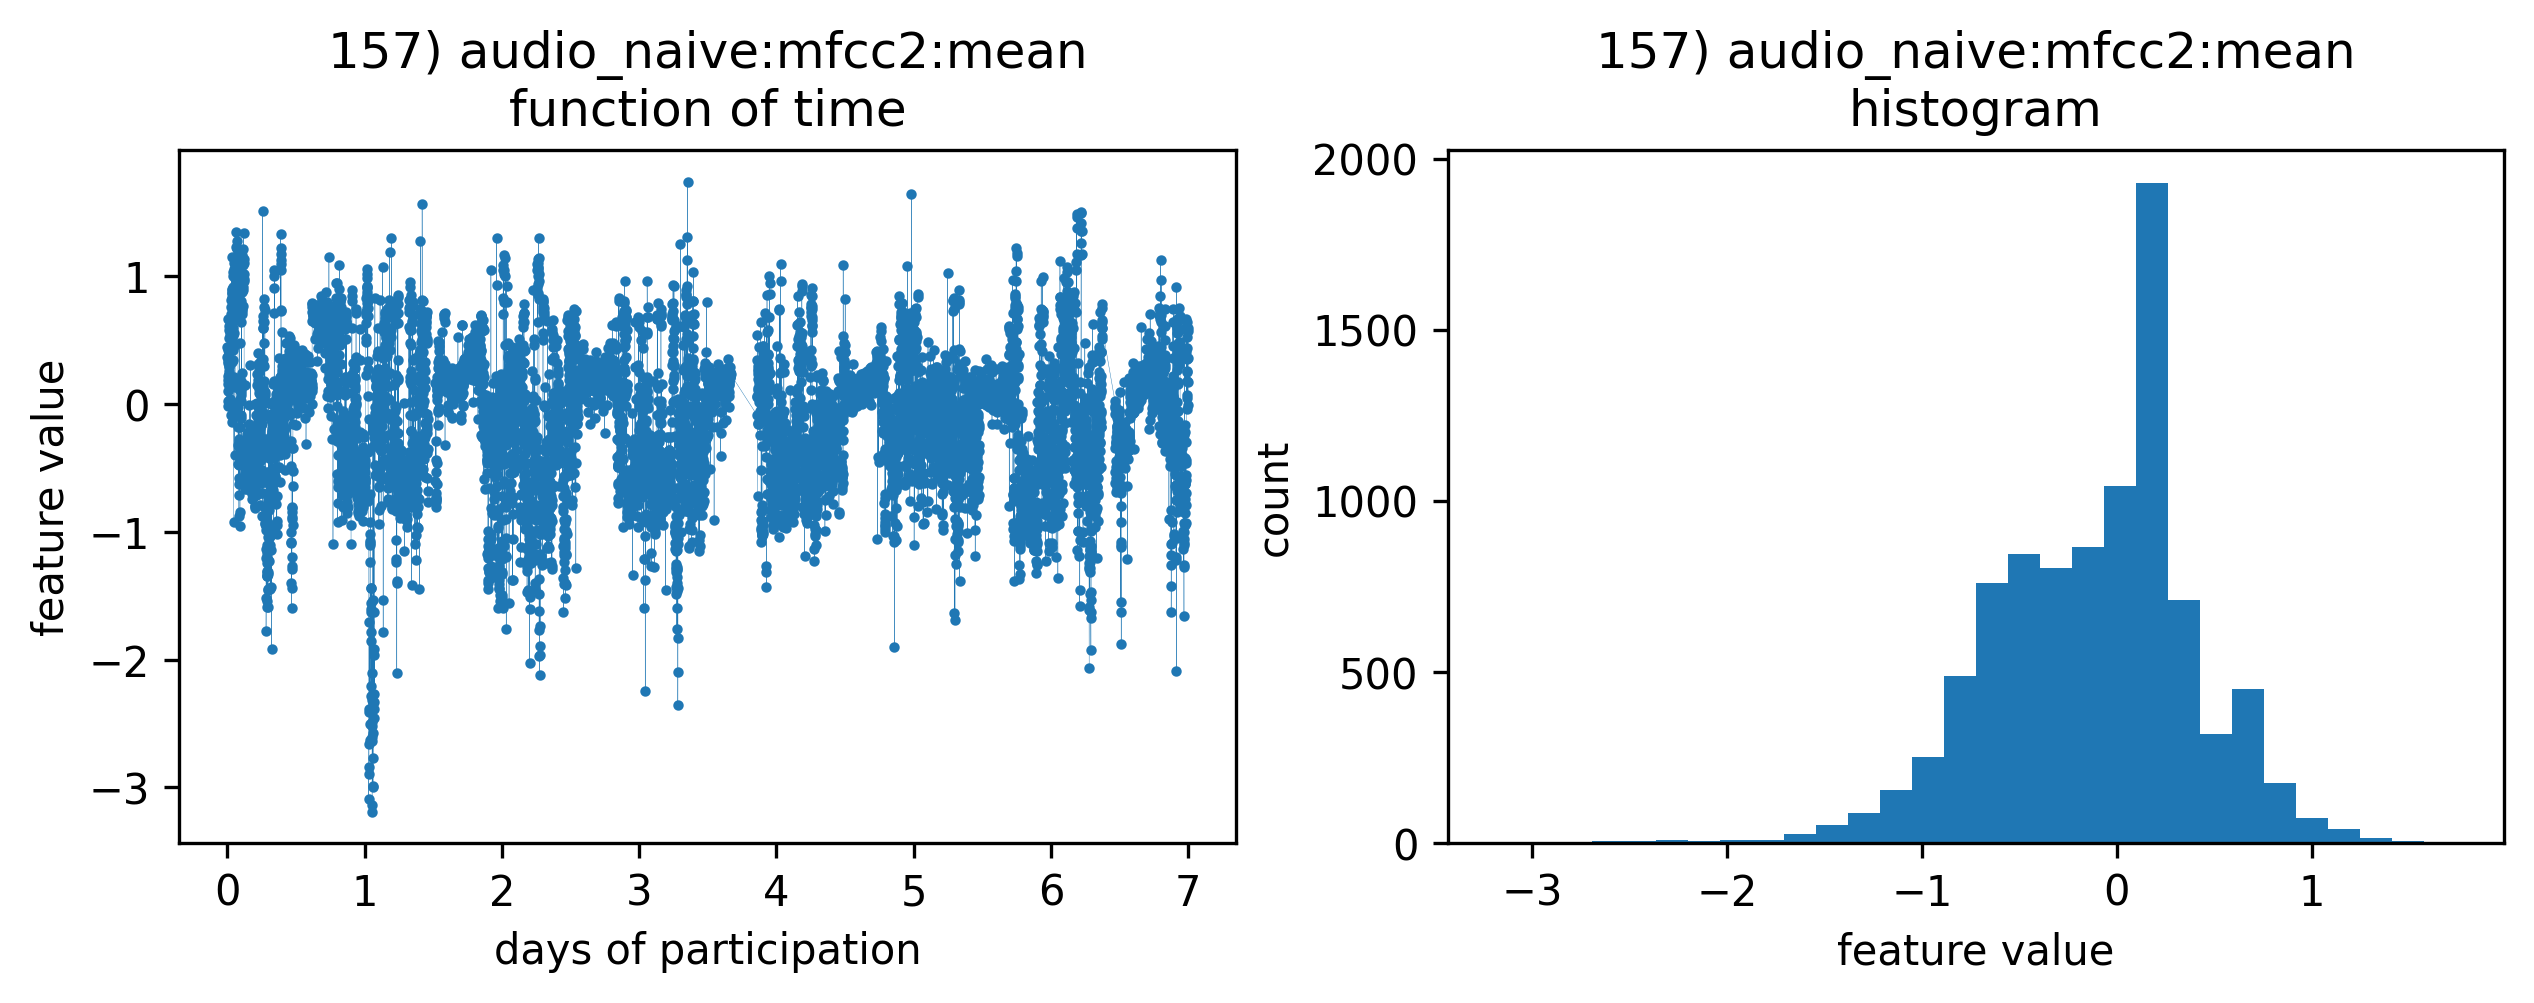 157) audio_naive:mfcc2:mean
function of time
1
0
−1
−2
−3
feature value
0 1 2 3 4 5 6 7
days of participation
157) audio_naive:mfcc2:mean
histogram
2000
1500
1000
500
0
count
−3 −2 −1 0 1
feature value